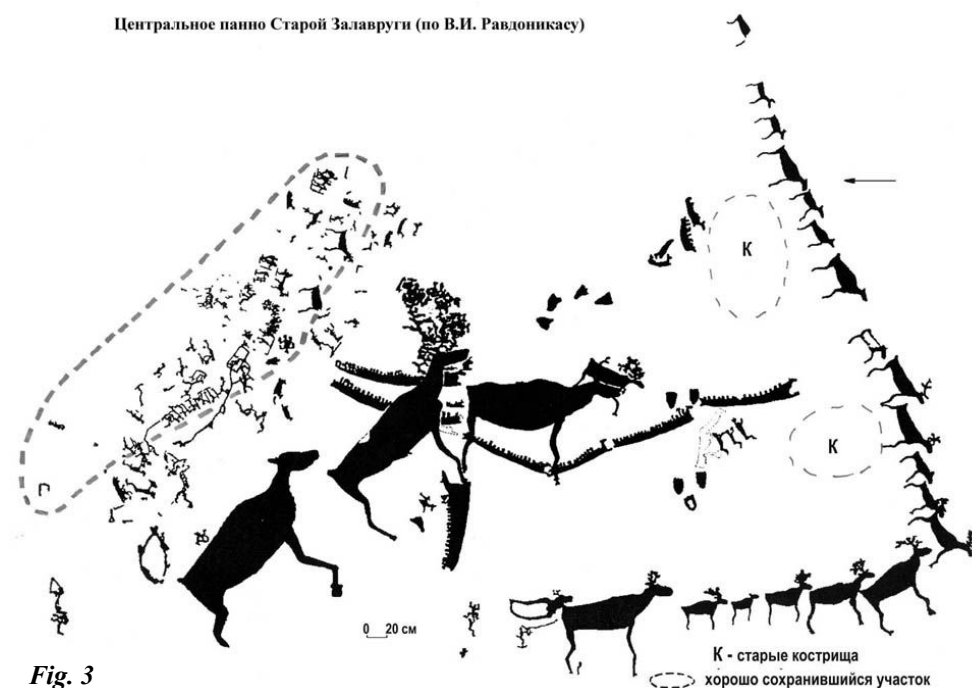 Центральное панно Старой Залавруги (по В.И. Равдоникасу)
К
К
0 20 см
К - старые кострища
хорошо сохранившийся участок
Fig. 3